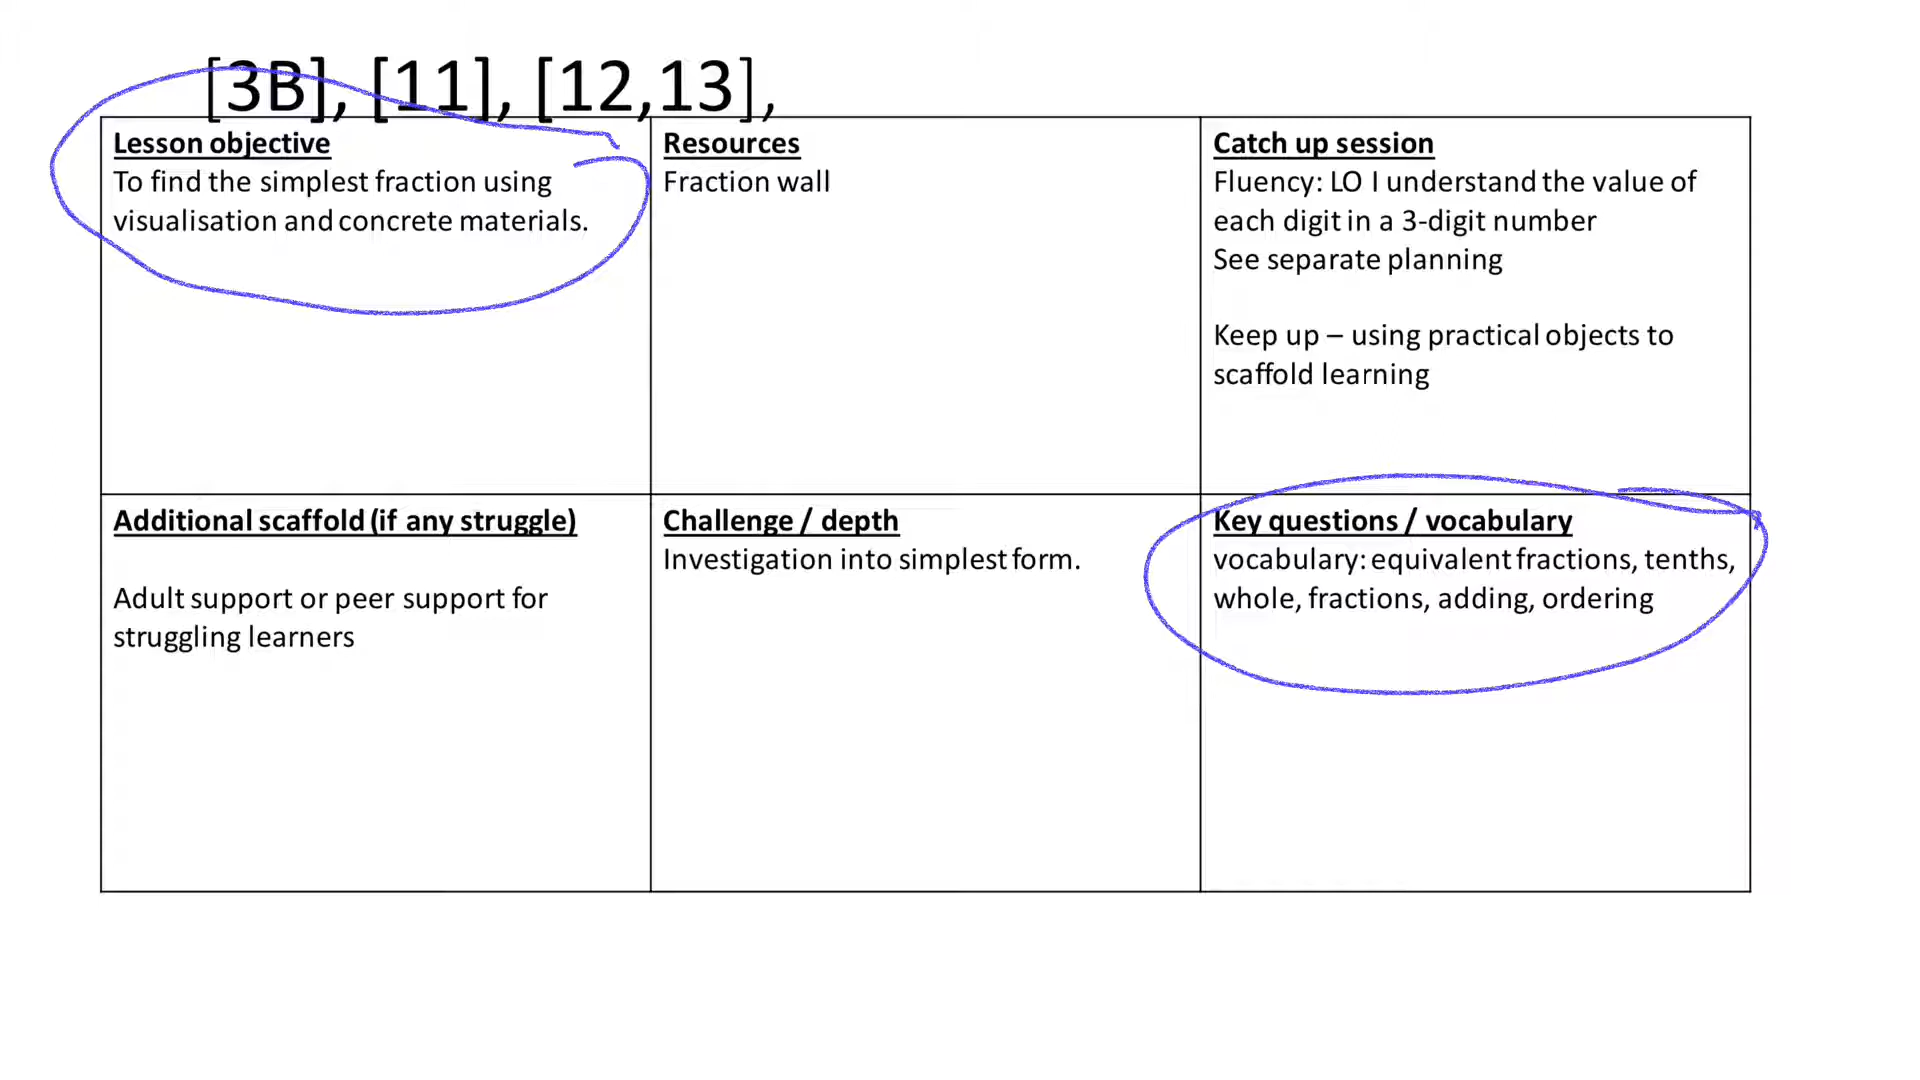 [3B], [11], [12,13],
Lesson objective
To find the simplest fraction using
visualisation and concrete materials.
Resources
Fraction wall
Catch up session
Fluency: LO I understand the value of
each digit in a 3-digit number
See separate planning
Keep up – using practical objects to
scaffold learning
Additional scaffold (if any struggle)
Adult support or peer support for
struggling learners
Challenge / depth
Investigation into simplest form.
Key questions / vocabulary
vocabulary: equivalent fractions, tenths,
whole, fractions, adding, ordering